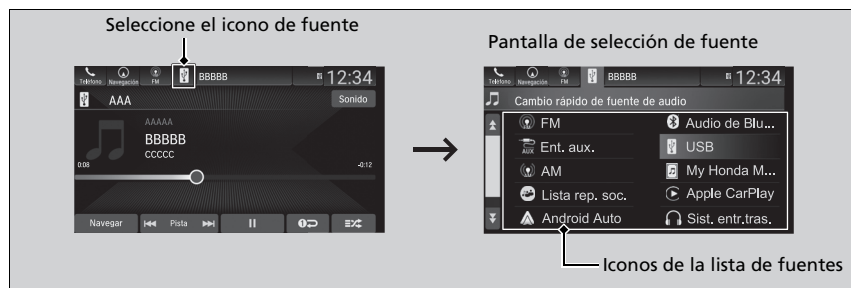 Seleccione el icono de fuente
Teléfono Navegación FM BBBBB 12:34
AAA Sonido
AAAAA
BBBBB
CCCCC
0:08 -0:12
Navegar Pista
Pantalla de selección de fuente
Teléfono Navegación FM BBBBB 12:34
Cambio rápido de fuente de audio
FM Audio de Blu...
AUX Ent. aux. USB
AM My Honda M...
Lista rep. soc. Apple CarPlay
Android Auto Sist. entr.tras.
Iconos de la lista de fuentes